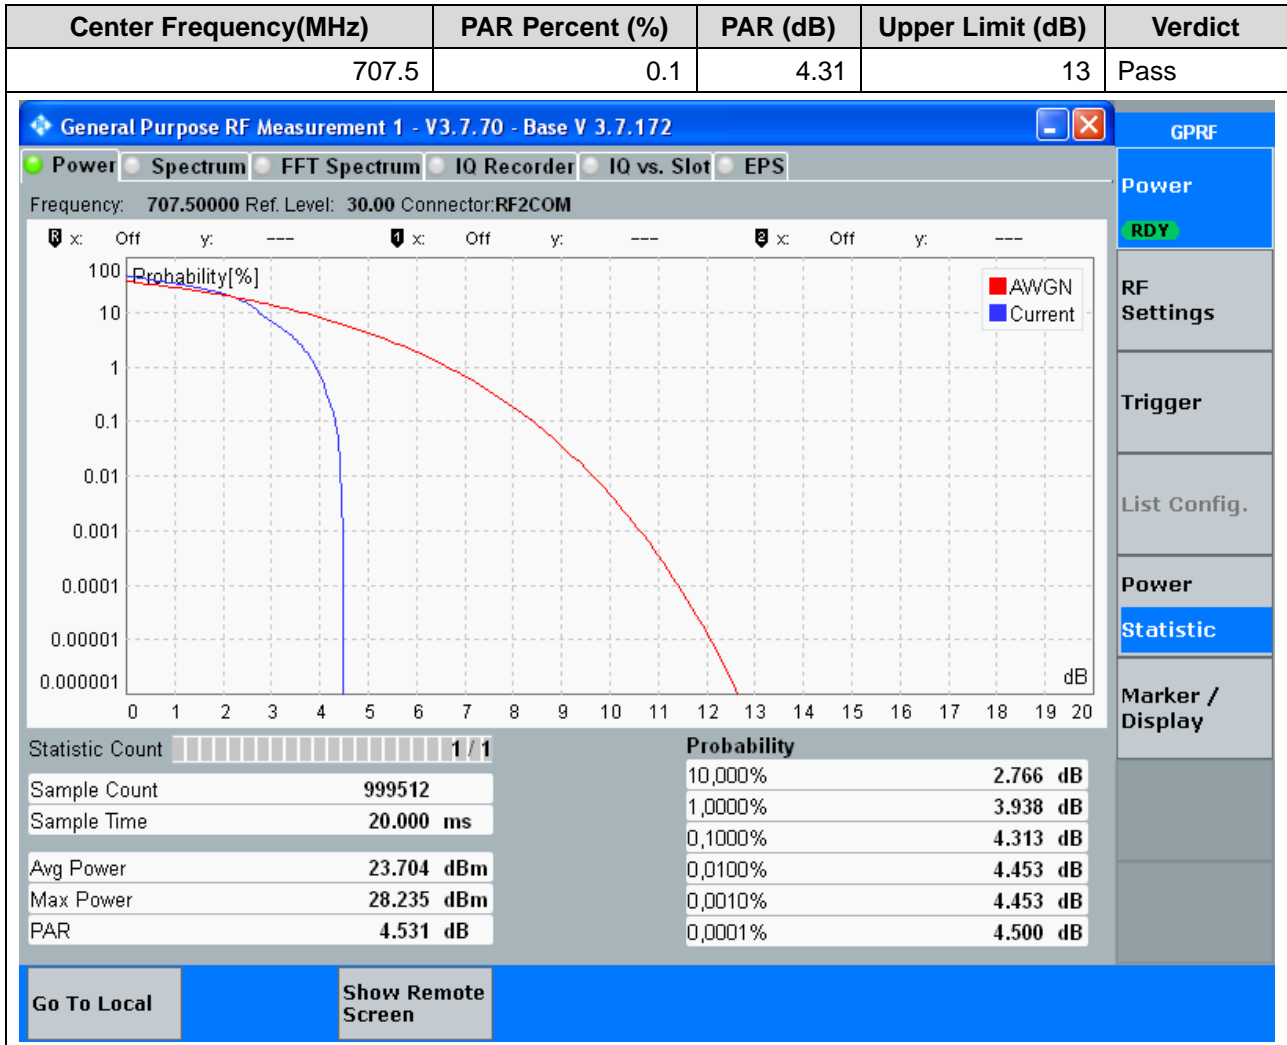 Center Frequency(MHz) PAR Percent (%) PAR (dB) Upper Limit (dB) Verdict
707.5 0.1 4.31 13 Pass
General Purpose RF Measurement 1 - V3.7.70 - Base V 3.7.172
GPRF
Power Spectrum FFT Spectrum IQ Recorder IQ vs. Slot EPS
Power
RDY
Frequency: 707.50000 Ref. Level: 30.00 Connector:RF2COM
R x: Off y: --- 1 x: Off y: --- 2 x: Off y: ---
Probability[%]
AWGN
Current
100
10
1
0.1
0.01
0.001
0.0001
0.00001
0.000001
dB
0 1 2 3 4 5 6 7 8 9 10 11 12 13 14 15 16 17 18 19 20
RF
Settings
Trigger
List Config.
Power
Statistic
Marker /
Display
Statistic Count 1 / 1
Sample Count 999512
Sample Time 20.000 ms
Avg Power 23.704 dBm
Max Power 28.235 dBm
PAR 4.531 dB
Probability
10,000% 2.766 dB
1,0000% 3.938 dB
0,1000% 4.313 dB
0,0100% 4.453 dB
0,0010% 4.453 dB
0,0001% 4.500 dB
Go To Local
Show Remote
Screen